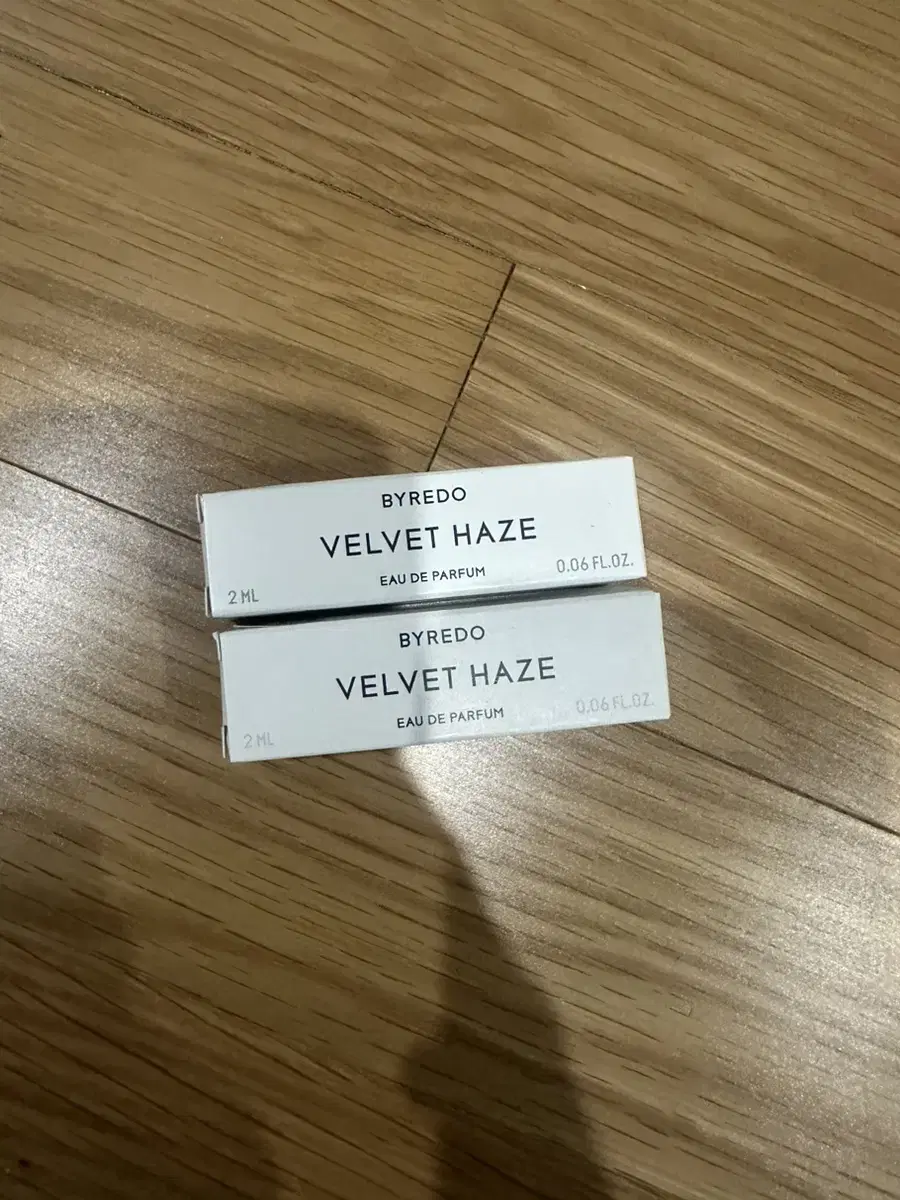 BYREDO
VELVET HAZE
EAU DE PARFUM
2 ML
0.06 FL.OZ.
BYREDO
VELVET HAZE
EAU DE PARFUM
2 ML
0.06 FL.OZ.